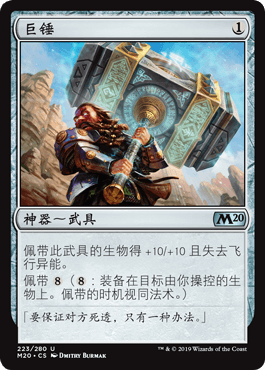 巨锤 1
神器～武具 M20
佩带此武具的生物得 +10/+10 且失去飞
行异能。
佩带 8（8：装备在目标由你操控的生
物上。佩带的时机视同法术。）
「要保证对方死透，只有一种办法。」
223/280 U
M20 • CS DMITRY BURMAK
™ & © 2019 Wizards of the Coast